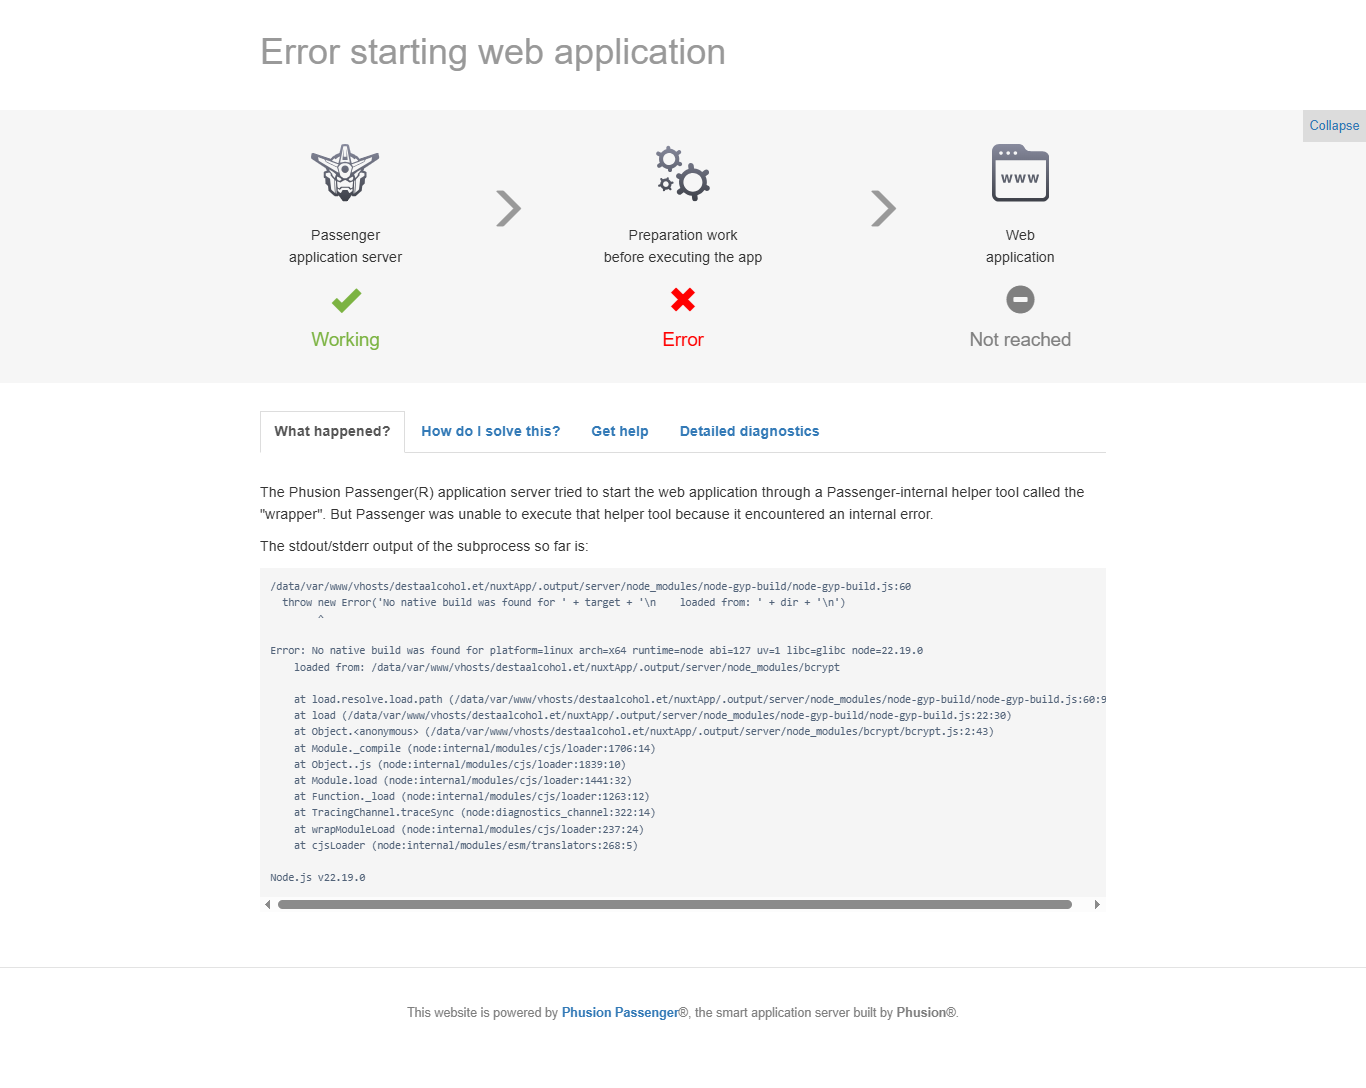 Error starting web application
Collapse
www
Passenger
application server
Working
Preparation work
before executing the app
Error
Web
application
Not reached
What happened?
How do I solve this?
Get help
Detailed diagnostics
The Phusion Passenger(R) application server tried to start the web application through a Passenger-internal helper tool called the
"wrapper". But Passenger was unable to execute that helper tool because it encountered an internal error.
The stdout/stderr output of the subprocess so far is:
/data/var/www/vhosts/destaalcohol.et/nuxtApp/.output/server/node_modules/node-gyp-build/node-gyp-build.js:60
  throw new Error('No native build was found for ' + target + '\n    loaded from: ' + dir + '\n')
        ^
Error: No native build was found for platform=linux arch=x64 runtime=node abi=127 uv=1 libc=glibc node=22.19.0
    loaded from: /data/var/www/vhosts/destaalcohol.et/nuxtApp/.output/server/node_modules/bcrypt
    at load.resolve.load.path (/data/var/www/vhosts/destaalcohol.et/nuxtApp/.output/server/node_modules/node-gyp-build/node-gyp-build.js:60:9
    at load (/data/var/www/vhosts/destaalcohol.et/nuxtApp/.output/server/node_modules/node-gyp-build/node-gyp-build.js:22:30)
    at Object.<anonymous> (/data/var/www/vhosts/destaalcohol.et/nuxtApp/.output/server/node_modules/bcrypt/bcrypt.js:2:43)
    at Module._compile (node:internal/modules/cjs/loader:1706:14)
    at Object..js (node:internal/modules/cjs/loader:1839:10)
    at Module.load (node:internal/modules/cjs/loader:1441:32)
    at Function._load (node:internal/modules/cjs/loader:1263:12)
    at TracingChannel.traceSync (node:diagnostics_channel:322:14)
    at wrapModuleLoad (node:internal/modules/cjs/loader:237:24)
    at cjsLoader (node:internal/modules/esm/translators:268:5)
Node.js v22.19.0
This website is powered by Phusion Passenger®, the smart application server built by Phusion®.